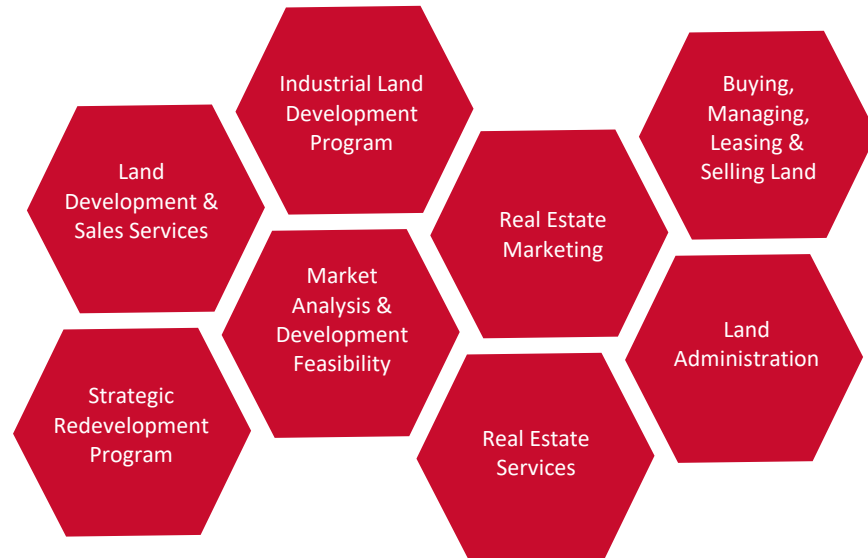 Industrial Land
Development
Program
Buying,
Managing,
Leasing &
Selling Land
Land
Development &
Sales Services
Real Estate
Marketing
Market
Analysis &
Development
Feasibility
Land
Administration
Strategic
Redevelopment
Program
Real Estate
Services